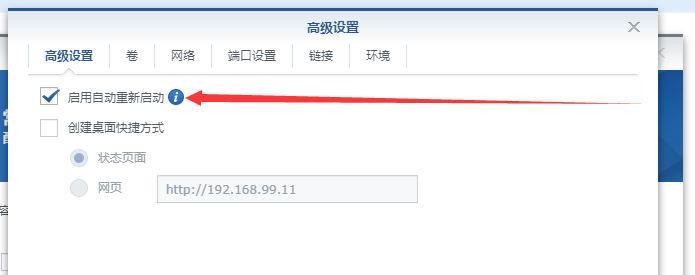 高级设置
高级设置 卷 网络 端口设置 链接 环境
启用自动重新启动
创建桌面快捷方式
状态页面
网页 http://192.168.99.11
容